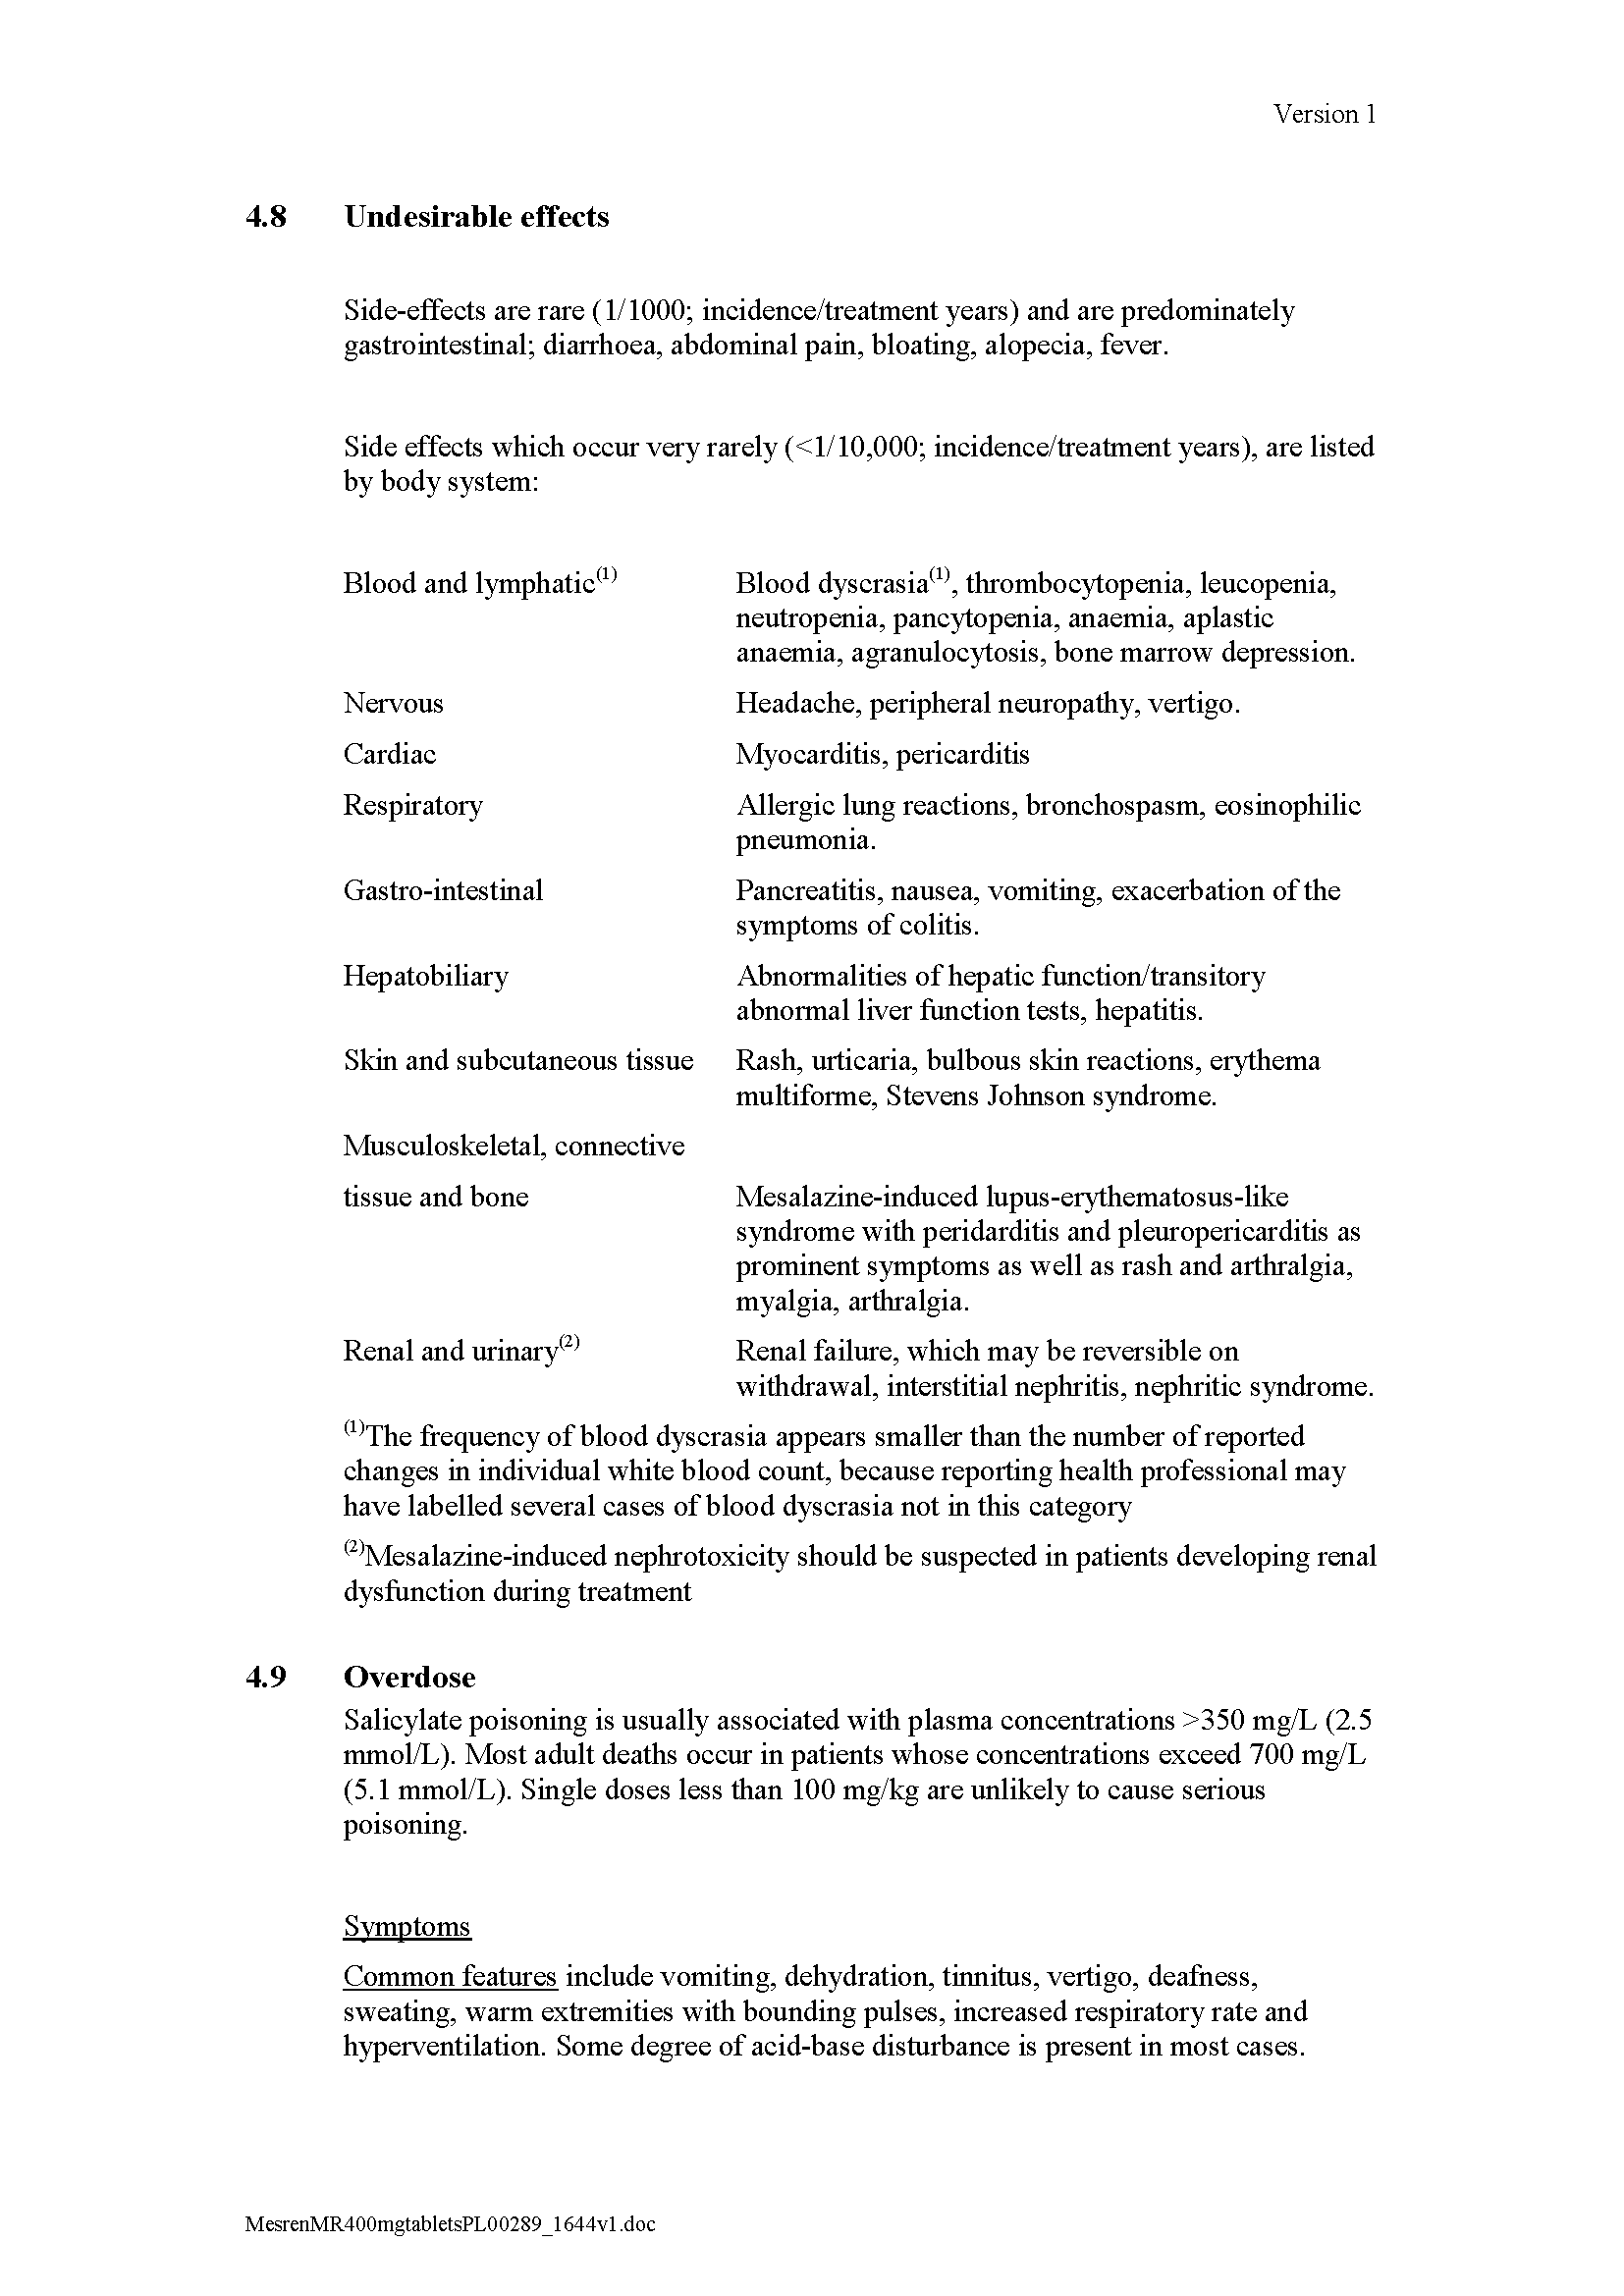 Version 1
4.8 Undesirable effects
Side-effects are rare (1/1000; incidence/treatment years) and are predominately
gastrointestinal; diarrhoea, abdominal pain, bloating, alopecia, fever.
Side effects which occur very rarely (<1/10,000; incidence/treatment years), are listed
by body system:
Blood and lymphatic(1) Blood dyscrasia(1), thrombocytopenia, leucopenia,
neutropenia, pancytopenia, anaemia, aplastic
anaemia, agranulocytosis, bone marrow depression.
Nervous Headache, peripheral neuropathy, vertigo.
Cardiac Myocarditis, pericarditis
Respiratory Allergic lung reactions, bronchospasm, eosinophilic
pneumonia.
Gastro-intestinal Pancreatitis, nausea, vomiting, exacerbation of the
symptoms of colitis.
Hepatobiliary Abnormalities of hepatic function/transitory
abnormal liver function tests, hepatitis.
Skin and subcutaneous tissue Rash, urticaria, bulbous skin reactions, erythema
multiforme, Stevens Johnson syndrome.
Musculoskeletal, connective
tissue and bone Mesalazine-induced lupus-erythematosus-like
syndrome with peridarditis and pleuropericarditis as
prominent symptoms as well as rash and arthralgia,
myalgia, arthralgia.
Renal and urinary(2) Renal failure, which may be reversible on
withdrawal, interstitial nephritis, nephritic syndrome.
(1)The frequency of blood dyscrasia appears smaller than the number of reported
changes in individual white blood count, because reporting health professional may
have labelled several cases of blood dyscrasia not in this category
(2)Mesalazine-induced nephrotoxicity should be suspected in patients developing renal
dysfunction during treatment
4.9 Overdose
Salicylate poisoning is usually associated with plasma concentrations >350 mg/L (2.5
mmol/L). Most adult deaths occur in patients whose concentrations exceed 700 mg/L
(5.1 mmol/L). Single doses less than 100 mg/kg are unlikely to cause serious
poisoning.
Symptoms
Common features include vomiting, dehydration, tinnitus, vertigo, deafness,
sweating, warm extremities with bounding pulses, increased respiratory rate and
hyperventilation. Some degree of acid-base disturbance is present in most cases.
MesrenMR400mgtabletsPL00289_1644v1.doc